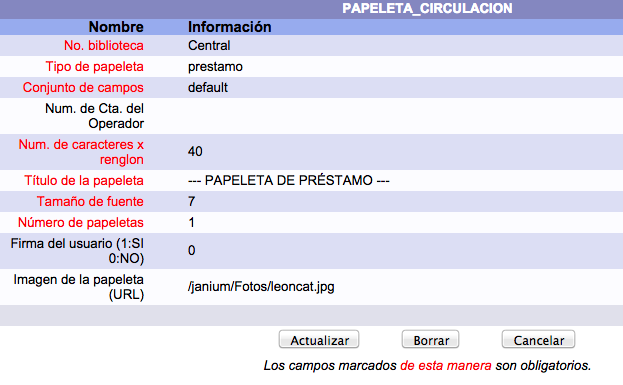 PAPELETA_CIRCULACION
Nombre Información
No. biblioteca Central
Tipo de papeleta prestamo
Conjunto de campos default
Num. de Cta. del
Operador
Num. de caracteres x
renglon 40
Título de la papeleta --- PAPELETA DE PRÉSTAMO ---
Tamaño de fuente 7
Número de papeletas 1
Firma del usuario (1:SI
0:NO) 0
Imagen de la papeleta
(URL) /janium/Fotos/leoncat.jpg
Actualizar Borrar Cancelar
Los campos marcados de esta manera son obligatorios.